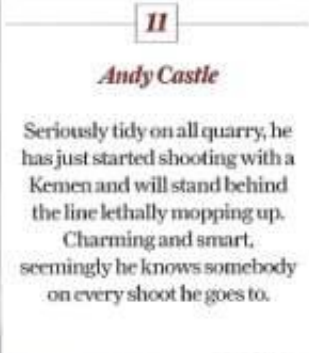 11
Andy Castle
Seriously tidy on all quarry, he
has just started shooting with a
Kemen and will stand behind
the line lethally mopping up.
Charming and smart,
seemingly he knows somebody
on every shoot he goes to.